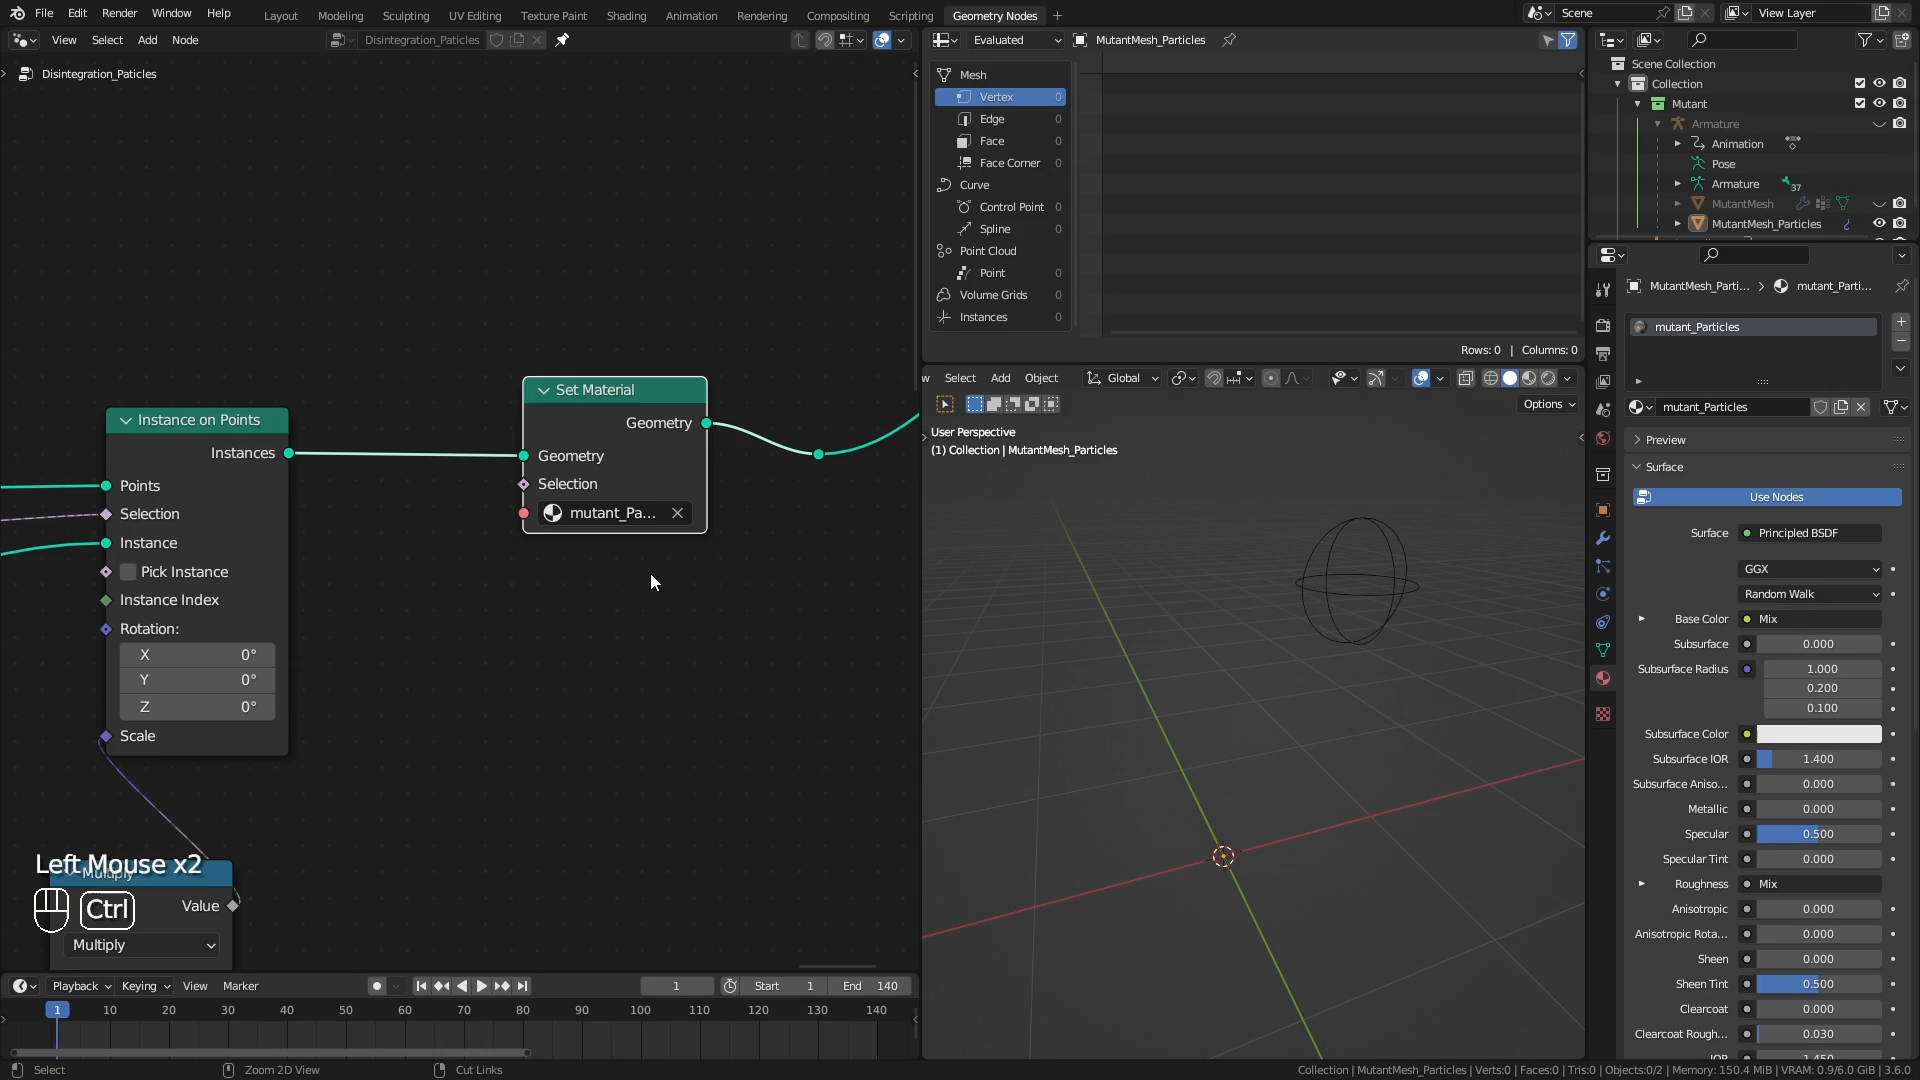 File Edit Render Window Help Layout Modeling Sculpting UV Editing Texture Paint Shading Animation Rendering Compositing Scripting Geometry Nodes + Scene View Layer
View Select Add Node Disintegration_Paticles
Disintegration_Paticles
Evaluated MutantMesh_Particles
Mesh
Vertex 0
Edge 0
Face 0
Face Corner 0
Curve
Control Point 0
Spline 0
Point Cloud
Point 0
Volume Grids 0
Instances 0
Rows: 0 | Columns: 0
Scene Collection
Collection
Mutant
Armature
Animation
Pose
Armature 37
MutantMesh
MutantMesh_Particles
Instance on Points
Instances
Points
Selection
Instance
Pick Instance
Instance Index
Rotation:
X 0°
Y 0°
Z 0°
Scale
Set Material
Geometry
Geometry
Selection
mutant_Pa...
Multiply
Value
Multiply
Left Mouse x2
Ctrl
w Select Add Object Global
Options
User Perspective
(1) Collection | MutantMesh_Particles
MutantMesh_Parti... > mutant_Parti...
mutant_Particles
mutant_Particles
Preview
Surface
Use Nodes
Surface Principled BSDF
GGX
Random Walk
Base Color Mix
Subsurface 0.000
Subsurface Radius 1.000
0.200
0.100
Subsurface Color
Subsurface IOR 1.400
Subsurface Aniso... 0.000
Metallic 0.000
Specular 0.500
Specular Tint 0.000
Roughness Mix
Anisotropic 0.000
Anisotropic Rota... 0.000
Sheen 0.000
Sheen Tint 0.500
Clearcoat 0.000
Clearcoat Rough... 0.030
IOR 1.450
Playback Keying View Marker 1 Start 1 End 140
1 10 20 30 40 50 60 70 80 90 100 110 120 130 140
Select Zoom 2D View Cut Links Collection | MutantMesh_Particles | Verts:0 | Faces:0 | Tris:0 | Objects:0/2 | Memory: 150.4 MiB | VRAM: 0.9/6.0 GiB | 3.6.0